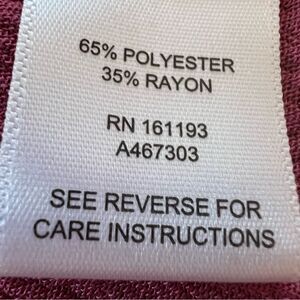 65% POLYESTER
35% RAYON
RN 161193
A467303
SEE REVERSE FOR
CARE INSTRUCTIONS